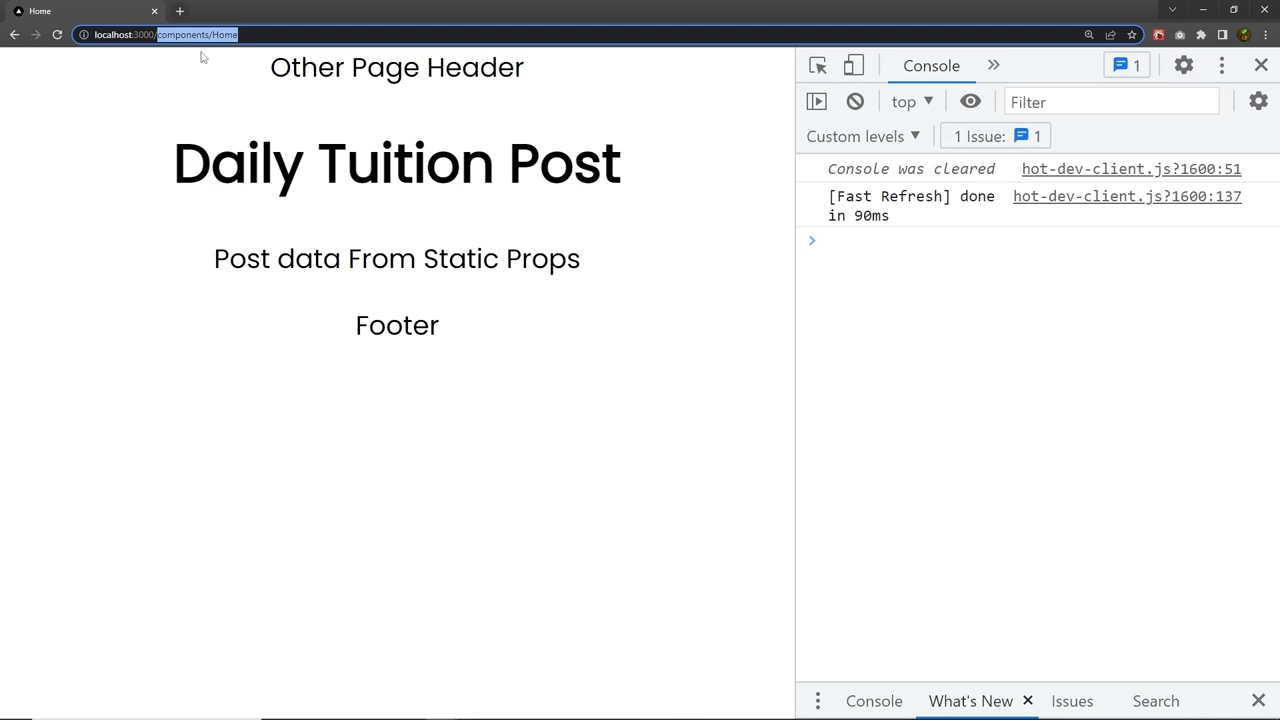 Home
localhost:3000/components/Home
Other Page Header
Daily Tuition Post
Post data From Static Props
Footer
Console
1
top
Filter
Custom levels
1 Issue: 1
Console was cleared hot-dev-client.js?1600:51
[Fast Refresh] done hot-dev-client.js?1600:137
in 90ms
Console What's New Issues Search